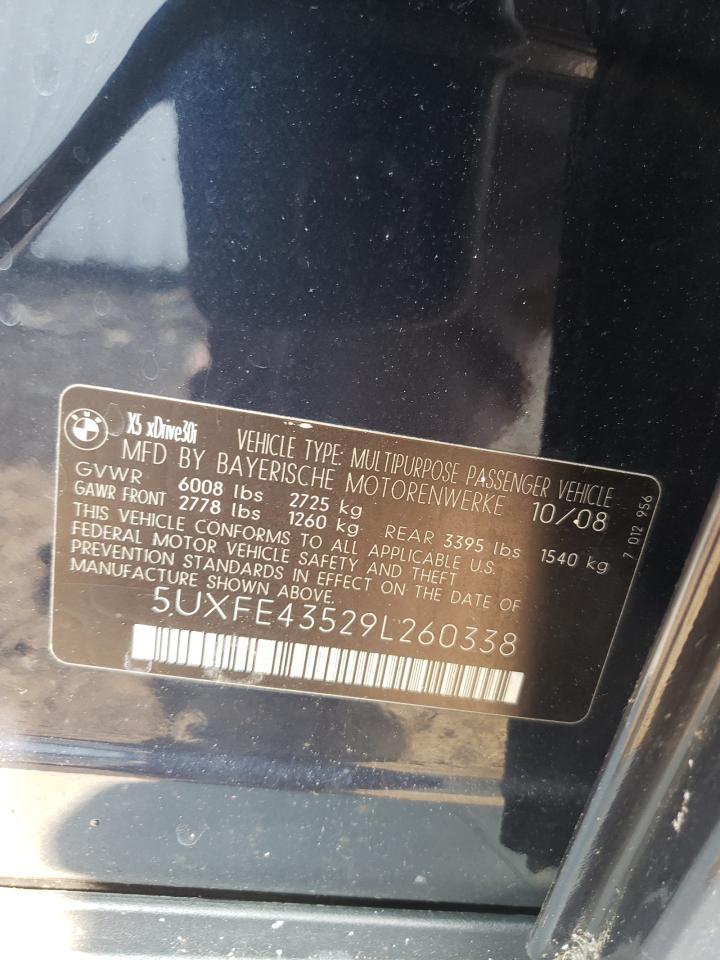 BMW
X5 xDrive30i
VEHICLE TYPE: MULTIPURPOSE PASSENGER VEHICLE
MFD BY BAYERISCHE MOTORENWERKE 10/08
GVWR 6008 lbs 2725 kg
GAWR FRONT 2778 lbs 1260 kg REAR 3395 lbs 1540 kg
THIS VEHICLE CONFORMS TO ALL APPLICABLE U.S.
FEDERAL MOTOR VEHICLE SAFETY AND THEFT
PREVENTION STANDARDS IN EFFECT ON THE DATE OF
MANUFACTURE SHOWN ABOVE.
5UXFE43529L260338
7 012 956